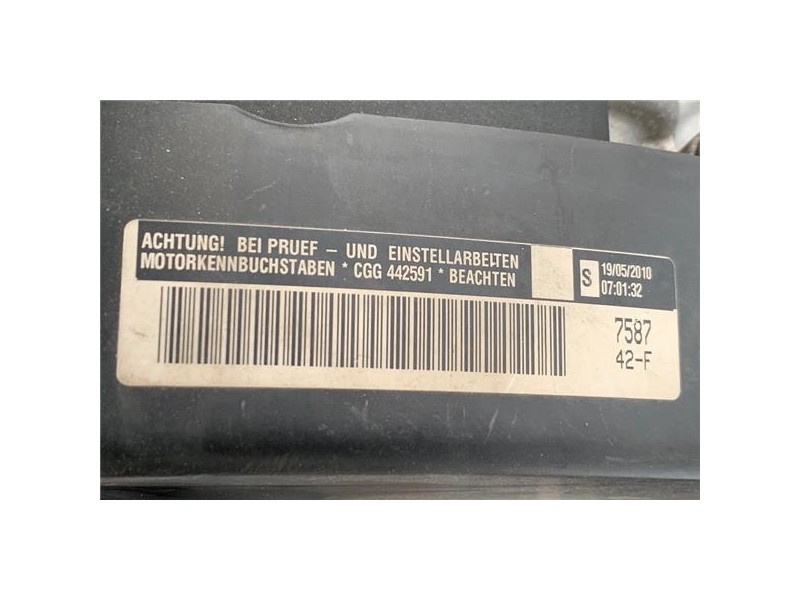 ACHTUNG! BEI PRUEF - UND EINSTELLARBEITEN
MOTORKENNBUCHSTABEN * CGG 442591 * BEACHTEN
S
19/05/2010
07:01:32
7587
42-F